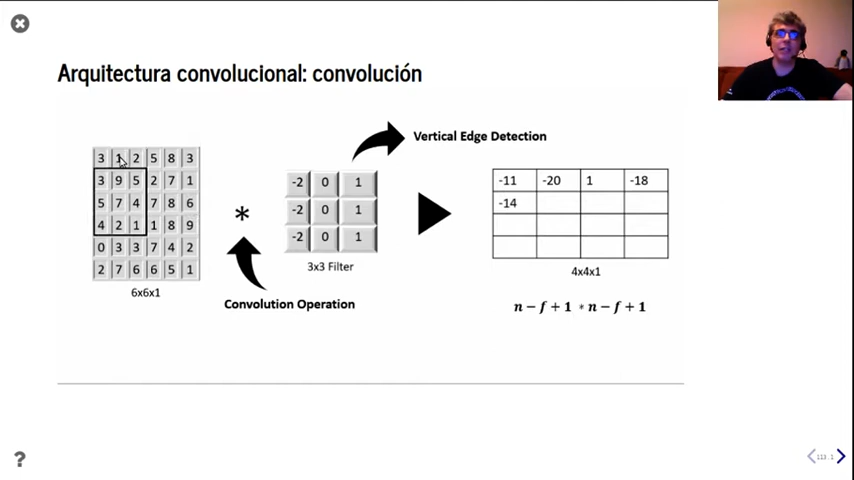 Arquitectura convolucional: convolución
Vertical Edge Detection
3 1 2 5 8 3
3 9 5 2 7 1
5 7 4 7 8 6
4 2 1 1 8 9
0 3 3 7 4 2
2 7 6 6 5 1
6x6x1
*
-2 0 1
-2 0 1
-2 0 1
3x3 Filter
Convolution Operation
-11 -20 1 -18
-14
4x4x1
n − f + 1 * n − f + 1
?
113.1